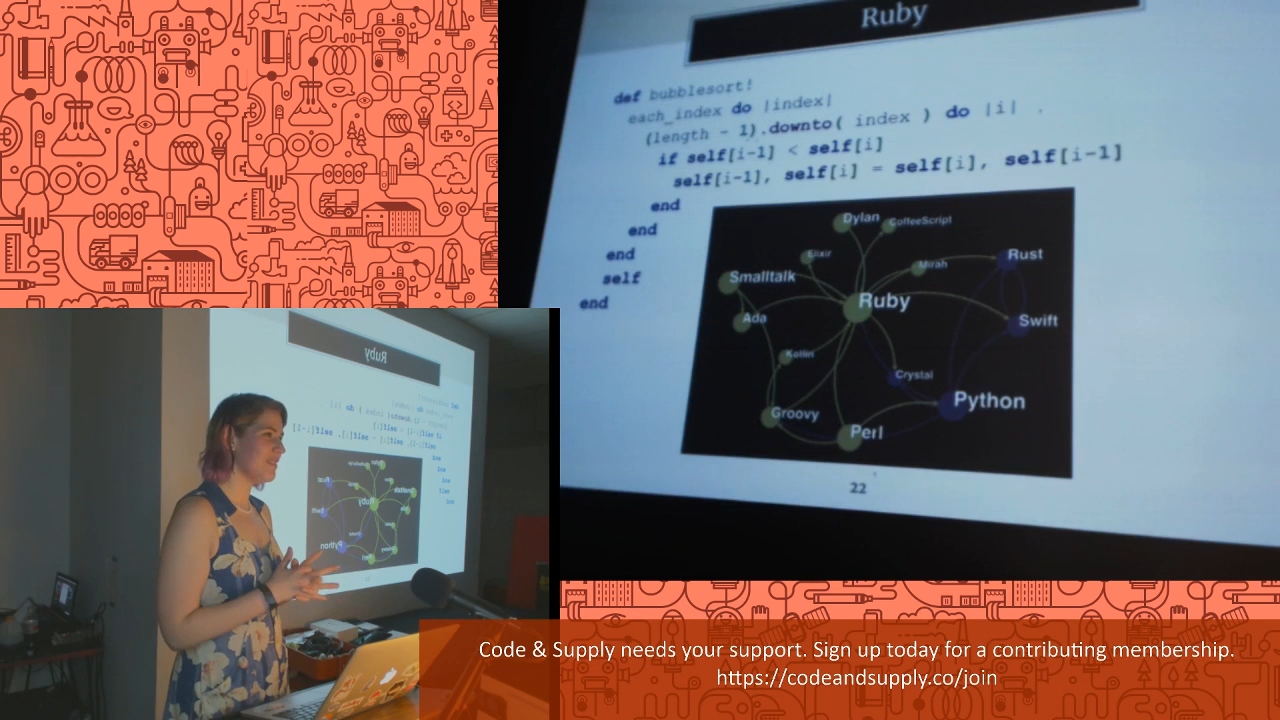 Ruby
def bubblesort!
each_index do |index|
(length - 1).downto( index ) do |i|
if self[i-1] < self[i]
self[i-1], self[i] = self[i], self[i-1]
end
end
end
self
end
Dylan
CoffeeScript
Elixir
Mirah
Rust
Smalltalk
Ruby
Ada
Swift
Kotlin
Crystal
Python
Groovy
Perl
22
Ruby
Python
Code & Supply needs your support. Sign up today for a contributing membership.
https://codeandsupply.co/join